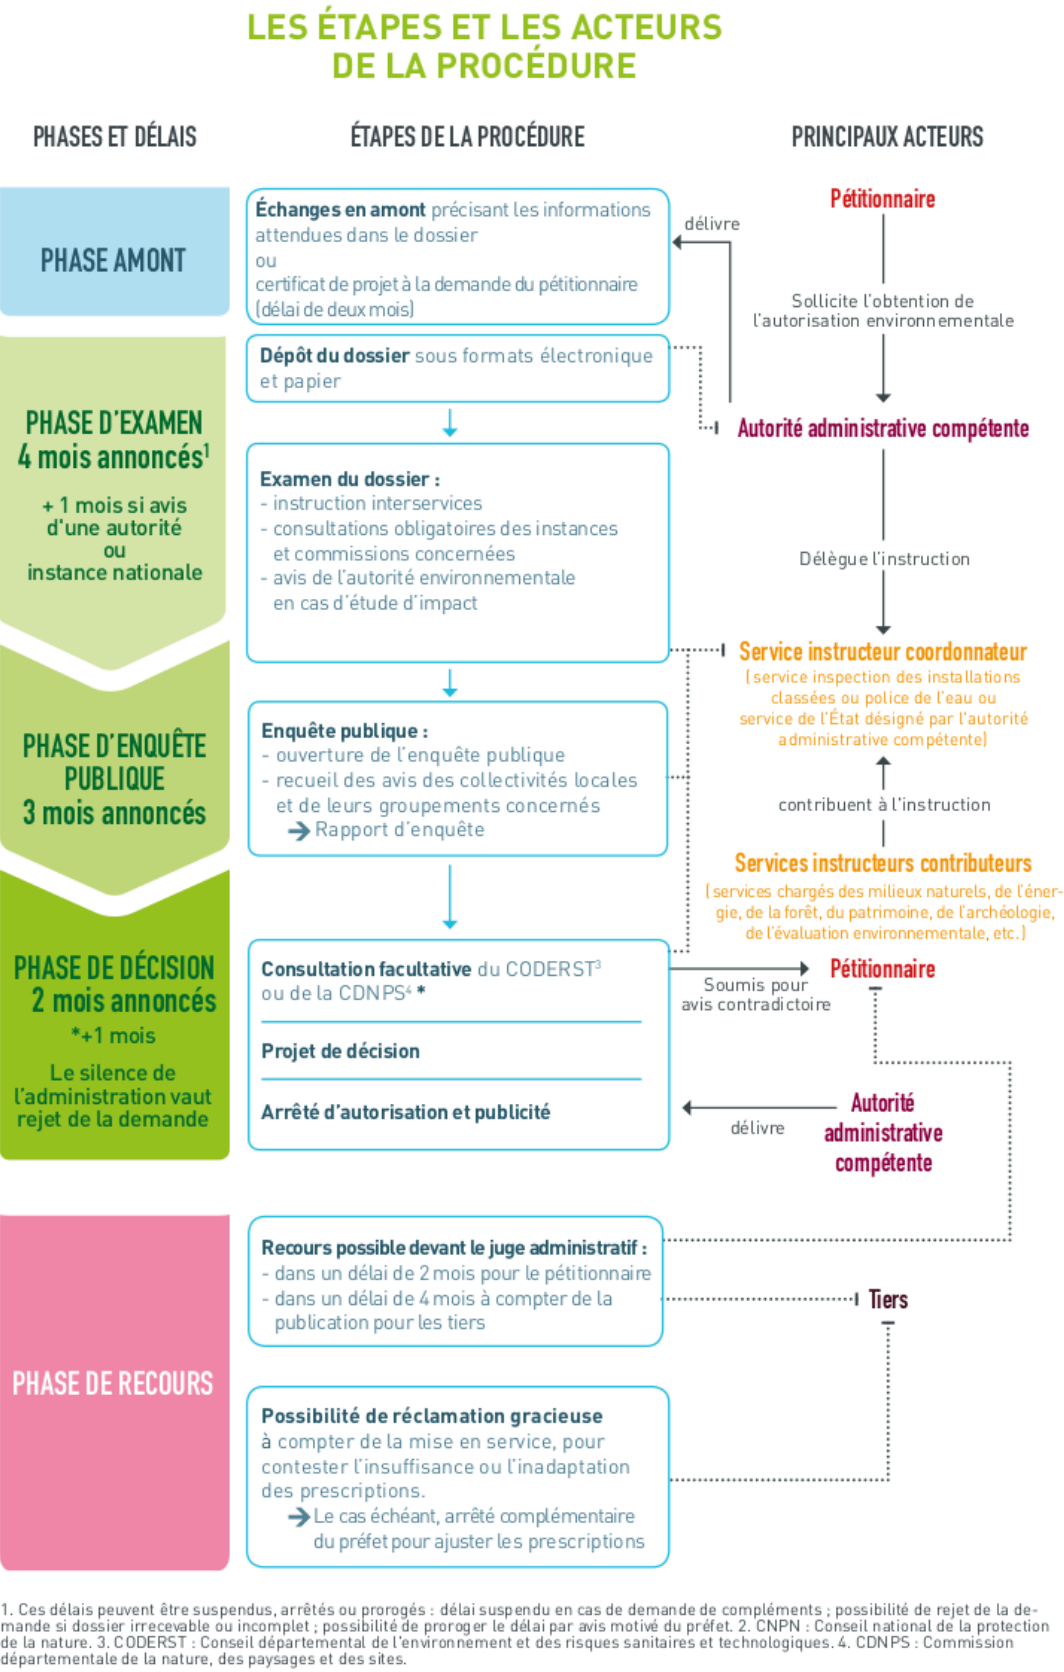 LES ÉTAPES ET LES ACTEURS
DE LA PROCÉDURE
PHASES ET DÉLAIS
ÉTAPES DE LA PROCÉDURE
PRINCIPAUX ACTEURS
PHASE AMONT
Échanges en amont précisant les informations
attendues dans le dossier
ou
certificat de projet à la demande du pétitionnaire
(délai de deux mois)
délivre
Pétitionnaire
Sollicite l'obtention de
l'autorisation environnementale
PHASE D'EXAMEN
4 mois annoncés1
+ 1 mois si avis
d'une autorité
ou
instance nationale
Dépôt du dossier sous formats électronique
et papier
Autorité administrative compétente
Examen du dossier :
- instruction interservices
- consultations obligatoires des instances
et commissions concernées
- avis de l'autorité environnementale
en cas d'étude d'impact
Délègue l'instruction
Service instructeur coordonnateur
(service inspection des installations
classées ou police de l'eau ou
service de l'État désigné par l'autorité
administrative compétente)
PHASE D'ENQUÊTE
PUBLIQUE
3 mois annoncés
Enquête publique :
- ouverture de l'enquête publique
- recueil des avis des collectivités locales
et de leurs groupements concernés
→ Rapport d'enquête
contribuent à l'instruction
Services instructeurs contributeurs
(services chargés des milieux naturels, de l'éner-
gie, de la forêt, du patrimoine, de l'archéologie,
de l'évaluation environnementale, etc.)
PHASE DE DÉCISION
2 mois annoncés
*+1 mois
Le silence de
l'administration vaut
rejet de la demande
Consultation facultative du CODERST3
ou de la CDNPS4 *
Projet de décision
Arrêté d'autorisation et publicité
Soumis pour
avis contradictoire
Pétitionnaire
délivre
Autorité
administrative
compétente
PHASE DE RECOURS
Recours possible devant le juge administratif :
- dans un délai de 2 mois pour le pétitionnaire
- dans un délai de 4 mois à compter de la
publication pour les tiers
Tiers
Possibilité de réclamation gracieuse
à compter de la mise en service, pour
contester l'insuffisance ou l'inadaptation
des prescriptions.
→ Le cas échéant, arrêté complémentaire
du préfet pour ajuster les prescriptions
1. Ces délais peuvent être suspendus, arrêtés ou prorogés : délai suspendu en cas de demande de compléments ; possibilité de rejet de la de-
mande si dossier irrecevable ou incomplet ; possibilité de proroger le délai par avis motivé du préfet. 2. CNPN : Conseil national de la protection
de la nature. 3. CODERST : Conseil départemental de l'environnement et des risques sanitaires et technologiques. 4. CDNPS : Commission
départementale de la nature, des paysages et des sites.